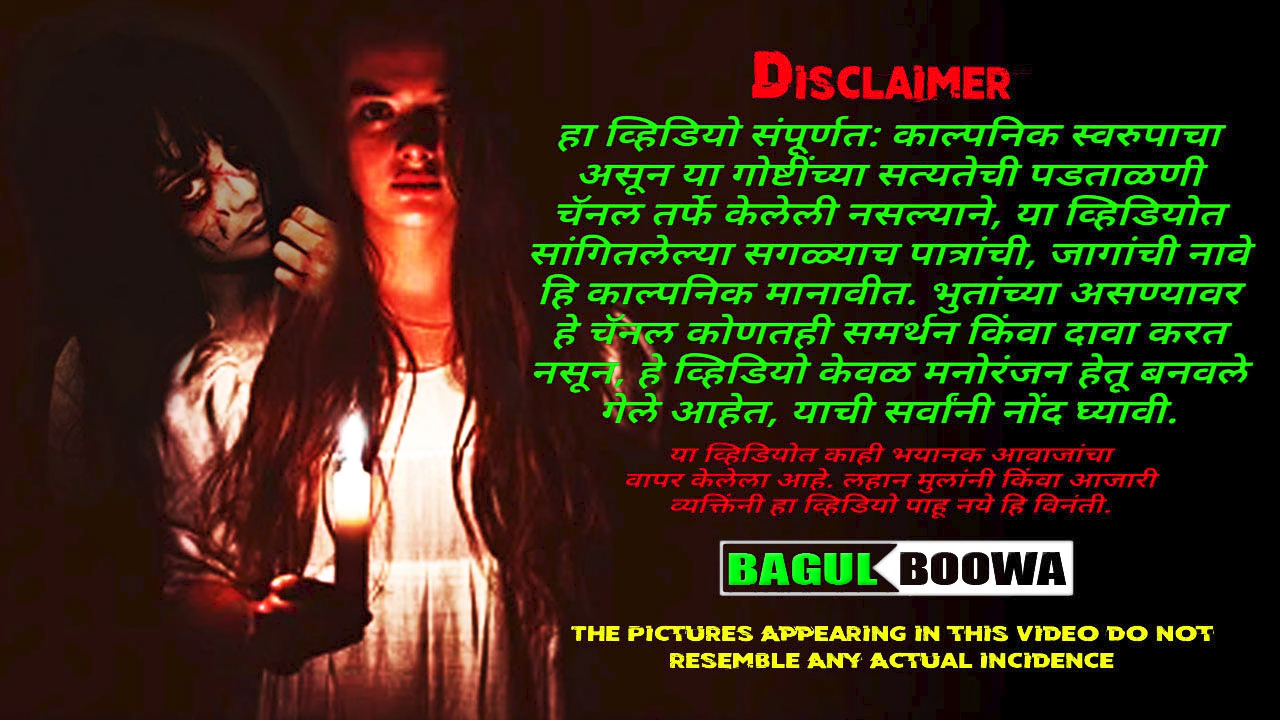 DISCLAIMER
हा व्हिडियो संपूर्णत: काल्पनिक स्वरुपाचा
असून या गोष्टींच्या सत्यतेची पडताळणी
चॅनल तर्फे केलेली नसल्याने, या व्हिडियोत
सांगितलेल्या सगळ्याच पात्रांची, जागांची नावे
हि काल्पनिक मानावीत. भुतांच्या असण्यावर
हे चॅनल कोणतही समर्थन किंवा दावा करत
नसून, हे व्हिडियो केवळ मनोरंजन हेतू बनवले
गेले आहेत, याची सर्वांनी नोंद घ्यावी.
या व्हिडियोत काही भयानक आवाजांचा
वापर केलेला आहे. लहान मुलांनी किंवा आजारी
व्यक्तिंनी हा व्हिडियो पाहू नये हि विनंती.
BAGUL BOOWA
THE PICTURES APPEARING IN THIS VIDEO DO NOT
RESEMBLE ANY ACTUAL INCIDENCE